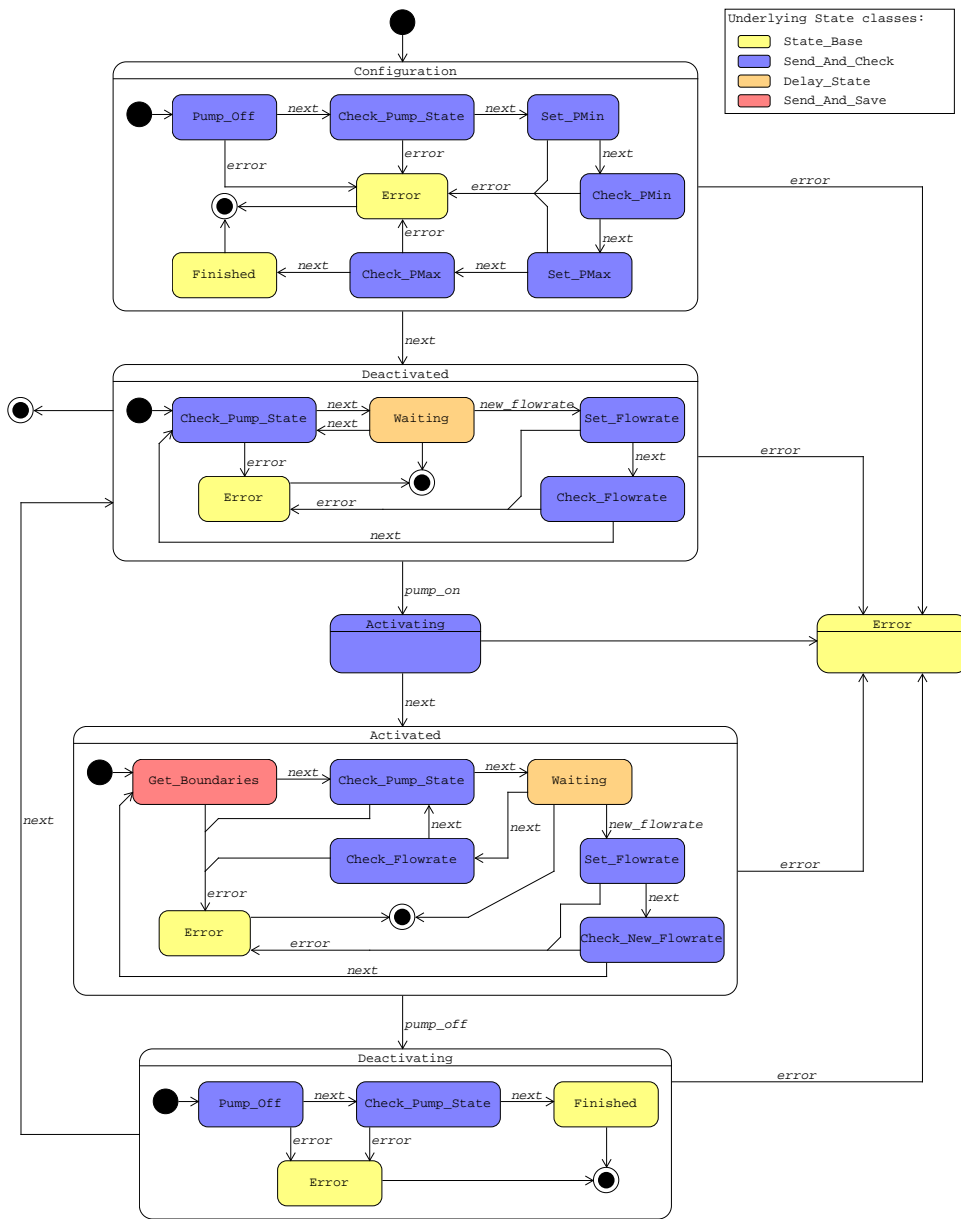 Underlying State classes:
State_Base
Send_And_Check
Delay_State
Send_And_Save
Configuration
Pump_Off
next
Check_Pump_State
next
Set_PMin
error
error
next
Error
error
Check_PMin
error
next
Finished
next
Check_PMax
next
Set_PMax
error
next
Deactivated
Check_Pump_State
next
next
Waiting
new_flowrate
Set_Flowrate
error
next
Error
error
Check_Flowrate
next
error
pump_on
Activating
Error
next
Activated
Get_Boundaries
next
Check_Pump_State
next
Waiting
next
next
new_flowrate
Check_Flowrate
Set_Flowrate
error
next
Error
error
Check_New_Flowrate
next
error
next
pump_off
Deactivating
Pump_Off
next
Check_Pump_State
next
Finished
error
error
Error
error